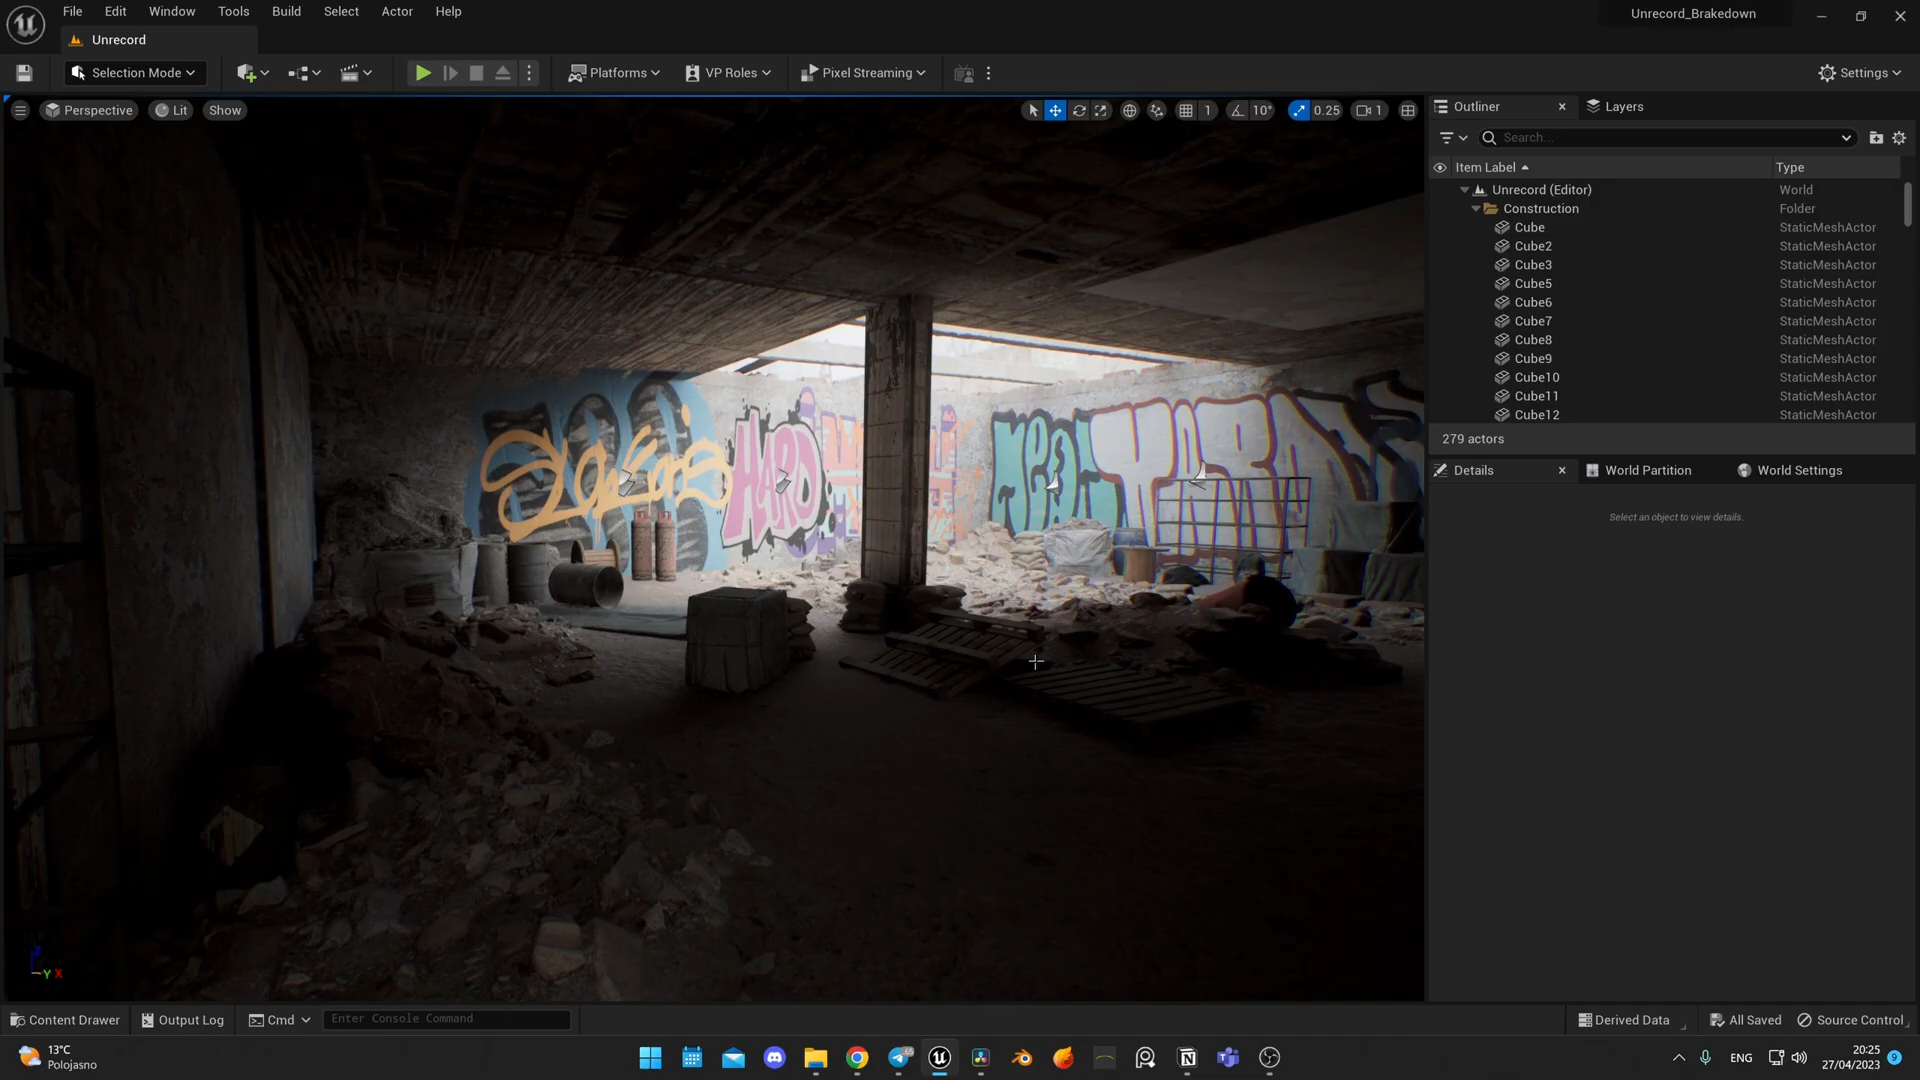 File Edit Window Tools Build Select Actor Help
Unrecord_Brakedown
Unrecord
Selection Mode
Platforms
VP Roles
Pixel Streaming
Settings
Perspective Lit Show
1 10° 0.25 1
Outliner
Layers
Search...
Item Label Type
Unrecord (Editor) World
Construction Folder
Cube StaticMeshActor
Cube2 StaticMeshActor
Cube3 StaticMeshActor
Cube5 StaticMeshActor
Cube6 StaticMeshActor
Cube7 StaticMeshActor
Cube8 StaticMeshActor
Cube9 StaticMeshActor
Cube10 StaticMeshActor
Cube11 StaticMeshActor
Cube12 StaticMeshActor
279 actors
Details
World Partition
World Settings
Select an object to view details.
HARD
Z
Y X
Content Drawer
Output Log
Cmd
Enter Console Command
Derived Data
All Saved
Source Control
13°C
Polojasno
65
ENG
20:25
27/04/2023
9